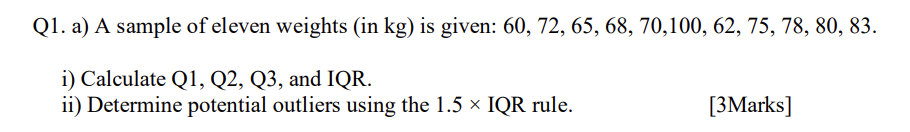 Q1. a) A sample of eleven weights (in kg) is given: 60, 72, 65, 68, 70,100, 62, 75, 78, 80, 83.
i) Calculate Q1, Q2, Q3, and IQR.
ii) Determine potential outliers using the 1.5 × IQR rule. [3Marks]